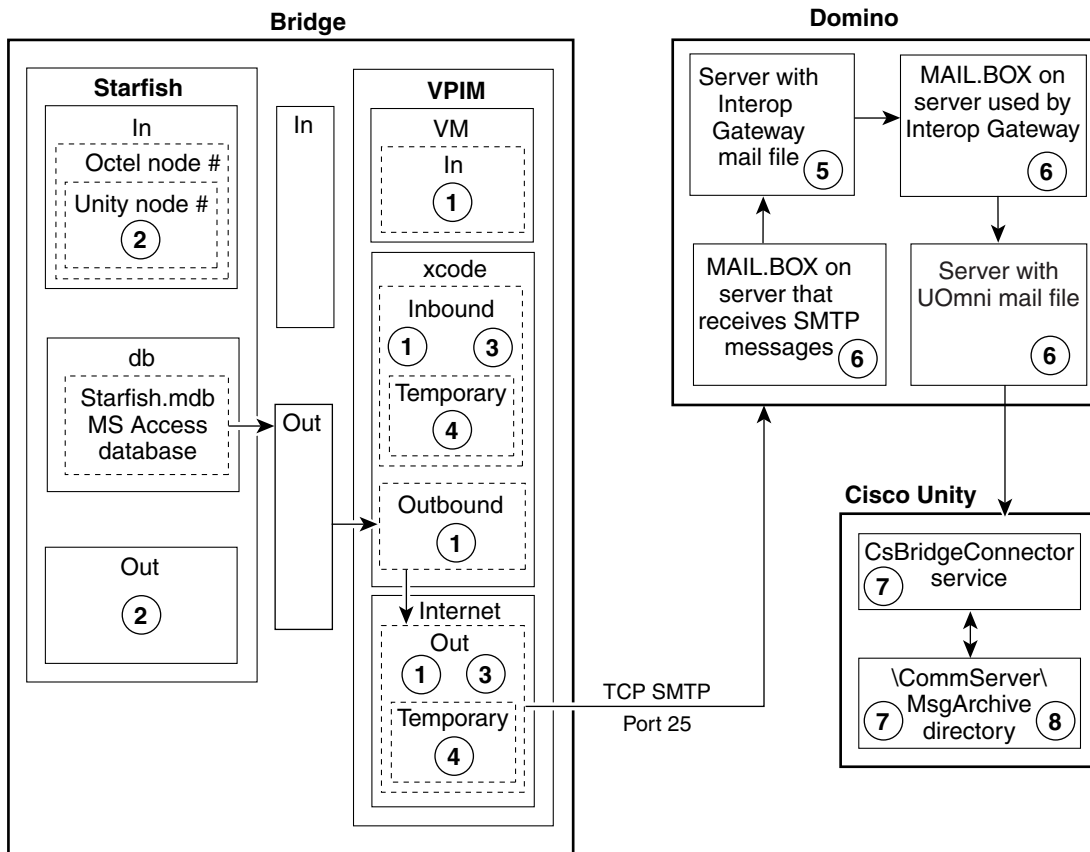 Bridge
Starfish
In
Octel node #
Unity node #
2
db
Starfish.mdb
MS Access
database
Out
2
In
Out
VPIM
VM
In
1
xcode
Inbound
1
3
Temporary
4
Outbound
1
Internet
Out
1
3
Temporary
4
TCP SMTP
Port 25
Domino
Server with
Interop
Gateway
mail file
5
MAIL.BOX on
server used by
Interop Gateway
6
MAIL.BOX on
server that
receives SMTP
messages
6
Server with
UOmni mail file
6
Cisco Unity
CsBridgeConnector
service
7
\CommServer\
MsgArchive
directory
7
8